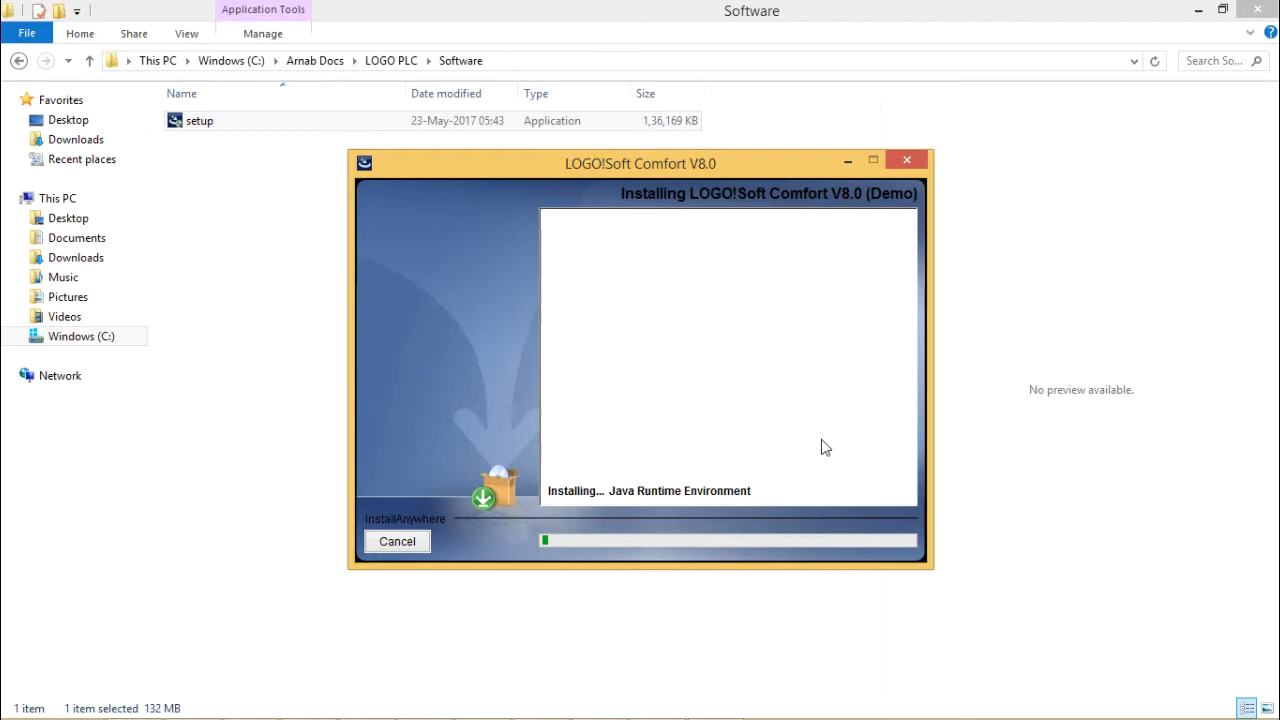 Application Tools
Software
File
Home
Share
View
Manage
This PC
Windows (C:)
Arnab Docs
LOGO PLC
Software
Search So...
Name
Date modified
Type
Size
setup
23-May-2017 05:43
Application
1,36,169 KB
Favorites
Desktop
Downloads
Recent places
This PC
Desktop
Documents
Downloads
Music
Pictures
Videos
Windows (C:)
Network
LOGO!Soft Comfort V8.0
Installing LOGO!Soft Comfort V8.0 (Demo)
Installing... Java Runtime Environment
InstallAnywhere
Cancel
No preview available.
1 item
1 item selected 132 MB